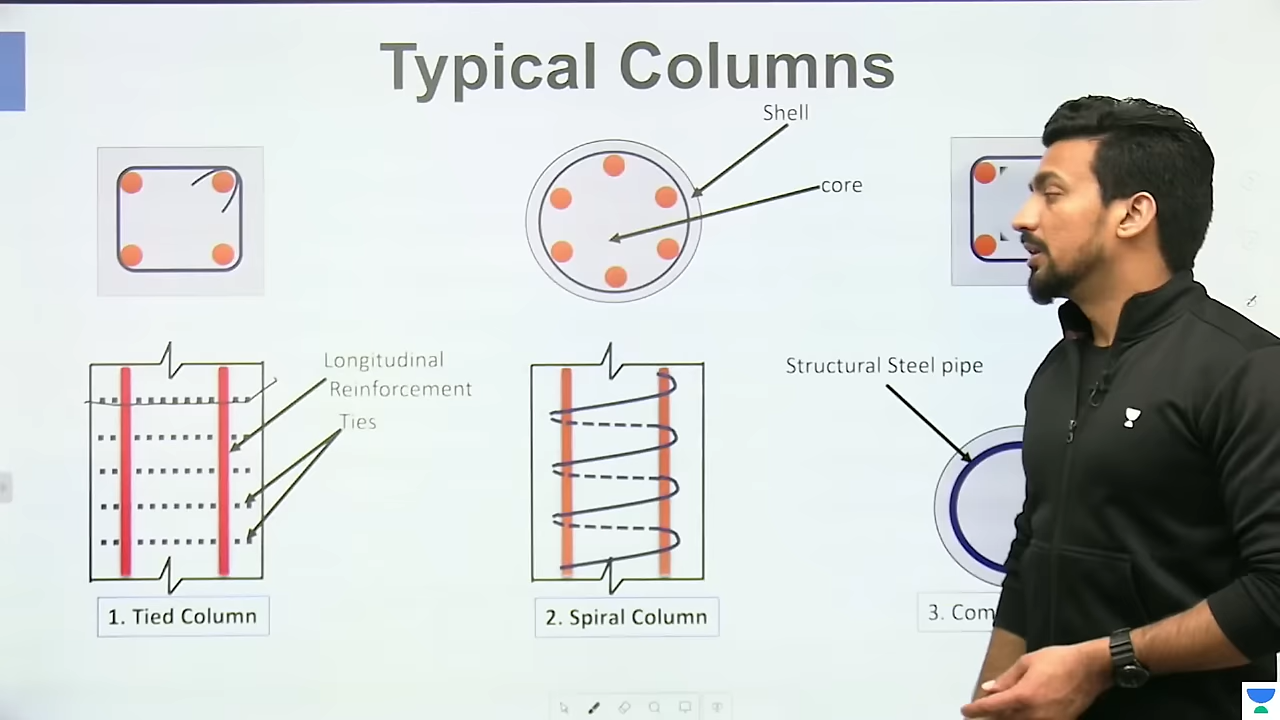 Typical Columns
Shell
core
Longitudinal
Reinforcement
Ties
Structural Steel pipe
1. Tied Column
2. Spiral Column
3. Com